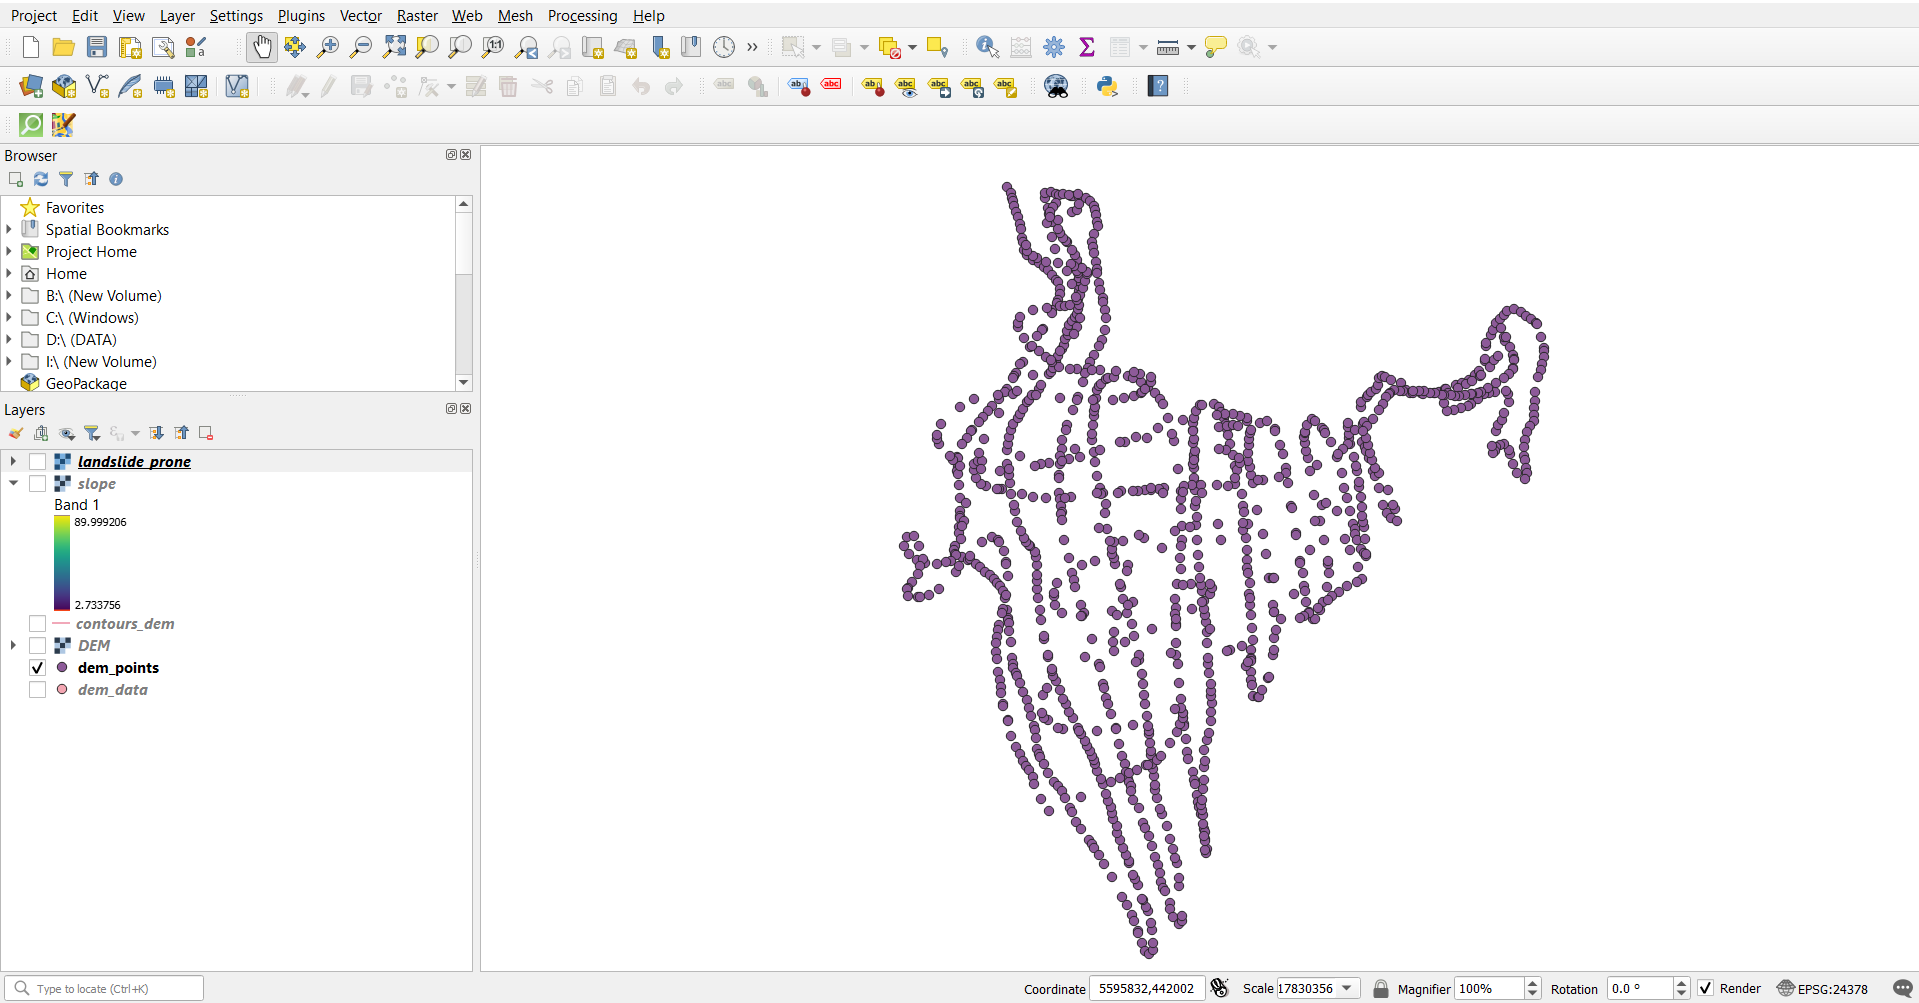 Project Edit View Layer Settings Plugins Vector Raster Web Mesh Processing Help
Browser
Favorites
Spatial Bookmarks
Project Home
Home
B:\ (New Volume)
C:\ (Windows)
D:\ (DATA)
I:\ (New Volume)
GeoPackage
Layers
landslide_prone
slope
Band 1
89.999206
2.733756
contours_dem
DEM
dem_points
dem_data
Type to locate (Ctrl+K) Coordinate 5595832,442002 Scale 17830356 Magnifier 100% Rotation 0.0 ° Render EPSG:24378